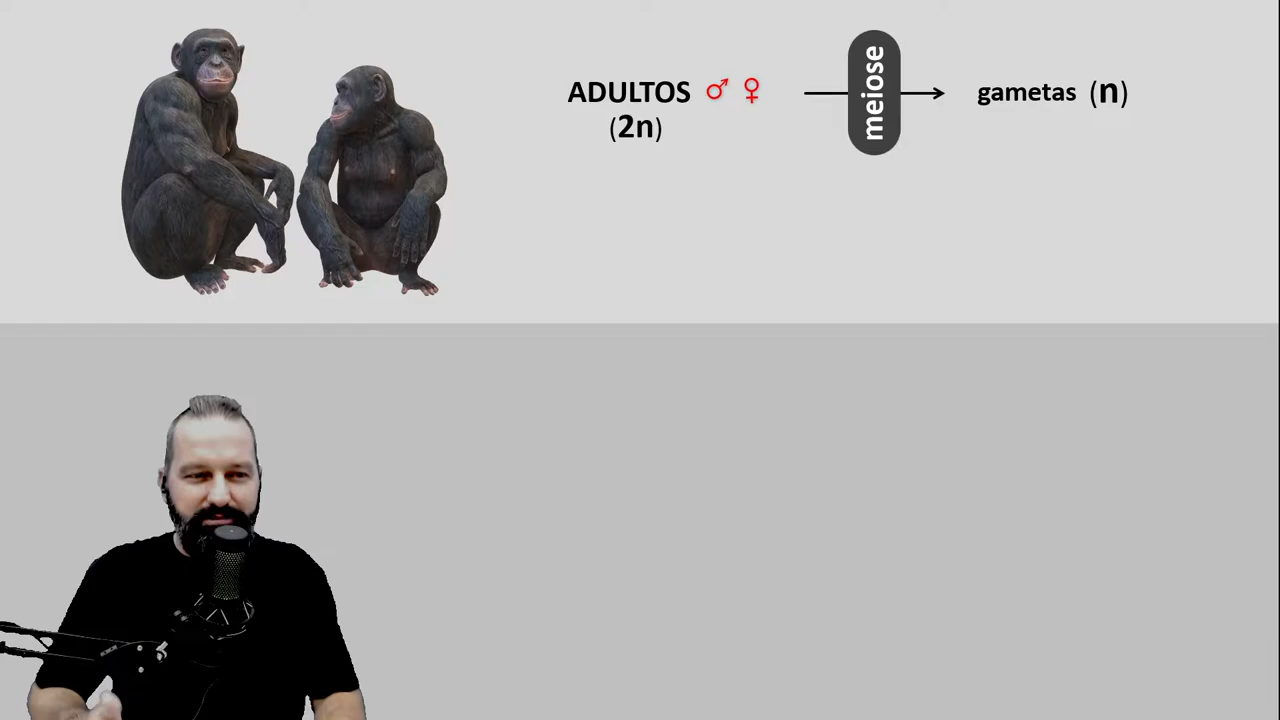 ADULTOS ♂ ♀
(2n)
meiose
gametas (n)